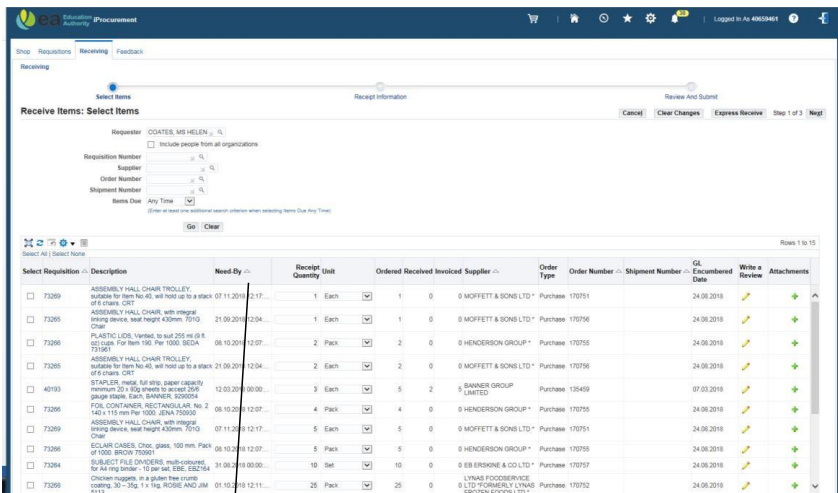 ea Education Authority iProcurement
Logged In As 40659461
Shop Requisitions Receiving Feedback
Receiving
Select Items Receipt Information Review And Submit
Receive Items: Select Items
Cancel Clear Changes Express Receive Step 1 of 3 Next
Requester COATES, MS HELEN
Include people from all organizations
Requisition Number
Supplier
Order Number
Shipment Number
Items Due Any Time
(Enter at least one additional search criterion when selecting Items Due Any Time)
Go Clear
Rows 1 to 15
Select All | Select None
Select Requisition Description Need-By Receipt Quantity Unit Ordered Received Invoiced Supplier Order Type Order Number Shipment Number GL Encumbered Date Write a Review Attachments
73269 ASSEMBLY HALL CHAIR TROLLEY, suitable for Item No.40, will hold up to a stack of 6 chairs. CRT 07.11.2018 12:17:... 1 Each 1 0 0 MOFFETT & SONS LTD * Purchase 170751 24.08.2018
73265 ASSEMBLY HALL CHAIR, with integral linking device, seat height 430mm. 701G Chair 21.09.2018 12:04:... 1 Each 1 0 0 MOFFETT & SONS LTD * Purchase 170756 24.08.2018
73266 PLASTIC LIDS, Vented, to suit 255 ml (9 fl. oz) cups. For Item 190. Per 1000. SEDA 731961 08.10.2018 12:07:... 2 Pack 2 0 0 HENDERSON GROUP * Purchase 170755 24.08.2018
73265 ASSEMBLY HALL CHAIR TROLLEY, suitable for Item No.40, will hold up to a stack of 6 chairs. CRT 21.09.2018 12:04:... 2 Each 2 0 0 MOFFETT & SONS LTD * Purchase 170756 24.08.2018
40193 STAPLER, metal, full strip, paper capacity minimum 20 x 80g sheets to accept 26/6 gauge staple, Each, BANNER, 9290054 12.03.2018 00:00:... 3 Each 5 2 5 BANNER GROUP LIMITED Purchase 135459 07.03.2018
73266 FOIL CONTAINER, RECTANGULAR. No. 2 140 x 115 mm Per 1000. JENA 750930 08.10.2018 12:07:... 4 Pack 4 0 0 HENDERSON GROUP * Purchase 170755 24.08.2018
73269 ASSEMBLY HALL CHAIR, with integral linking device, seat height 430mm. 701G Chair 07.11.2018 12:17:... 5 Each 5 0 0 MOFFETT & SONS LTD * Purchase 170751 24.08.2018
73266 ECLAIR CASES, Choc, glass, 100 mm. Pack of 1000. BROW 750901 08.10.2018 12:07:... 5 Pack 5 0 0 HENDERSON GROUP * Purchase 170755 24.08.2018
73264 SUBJECT FILE DIVIDERS, multi-coloured, for A4 ring binder - 10 per set, EBE, EBZ164 31.08.2018 00:00:... 10 Set 10 0 0 EB ERSKINE & CO LTD * Purchase 170757 24.08.2018
73268 Chicken nuggets, in a gluten free crumb coating, 30 – 35g, 1 x 1kg, ROSIE AND JIM 5113 01.10.2018 12:11:... 25 Pack 25 0 0 LYNAS FOODSERVICE LTD *FORMERLY LYNAS FROZEN FOODS LTD * Purchase 170752 24.08.2018